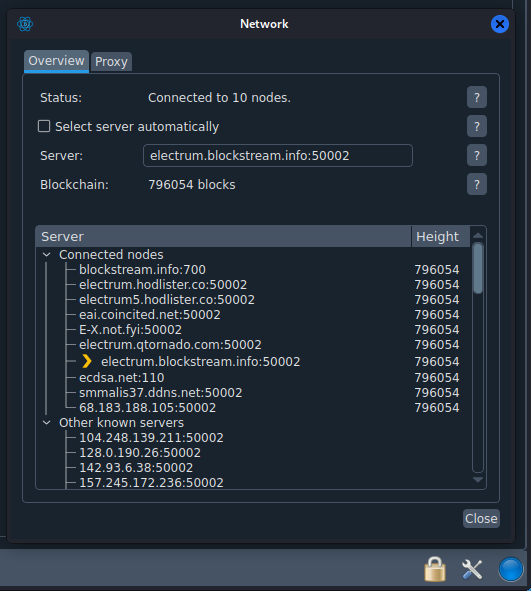 Network
Overview Proxy
Status: Connected to 10 nodes. ?
Select server automatically ?
Server: electrum.blockstream.info:50002 ?
Blockchain: 796054 blocks ?
Server Height
Connected nodes
blockstream.info:700 796054
electrum.hodlister.co:50002 796054
electrum5.hodlister.co:50002 796054
eai.coincited.net:50002 796054
E-X.not.fyi:50002 796054
electrum.qtornado.com:50002 796054
electrum.blockstream.info:50002 796054
ecdsa.net:110 796054
smmalis37.ddns.net:50002 796054
68.183.188.105:50002 796054
Other known servers
104.248.139.211:50002
128.0.190.26:50002
142.93.6.38:50002
157.245.172.236:50002
Close